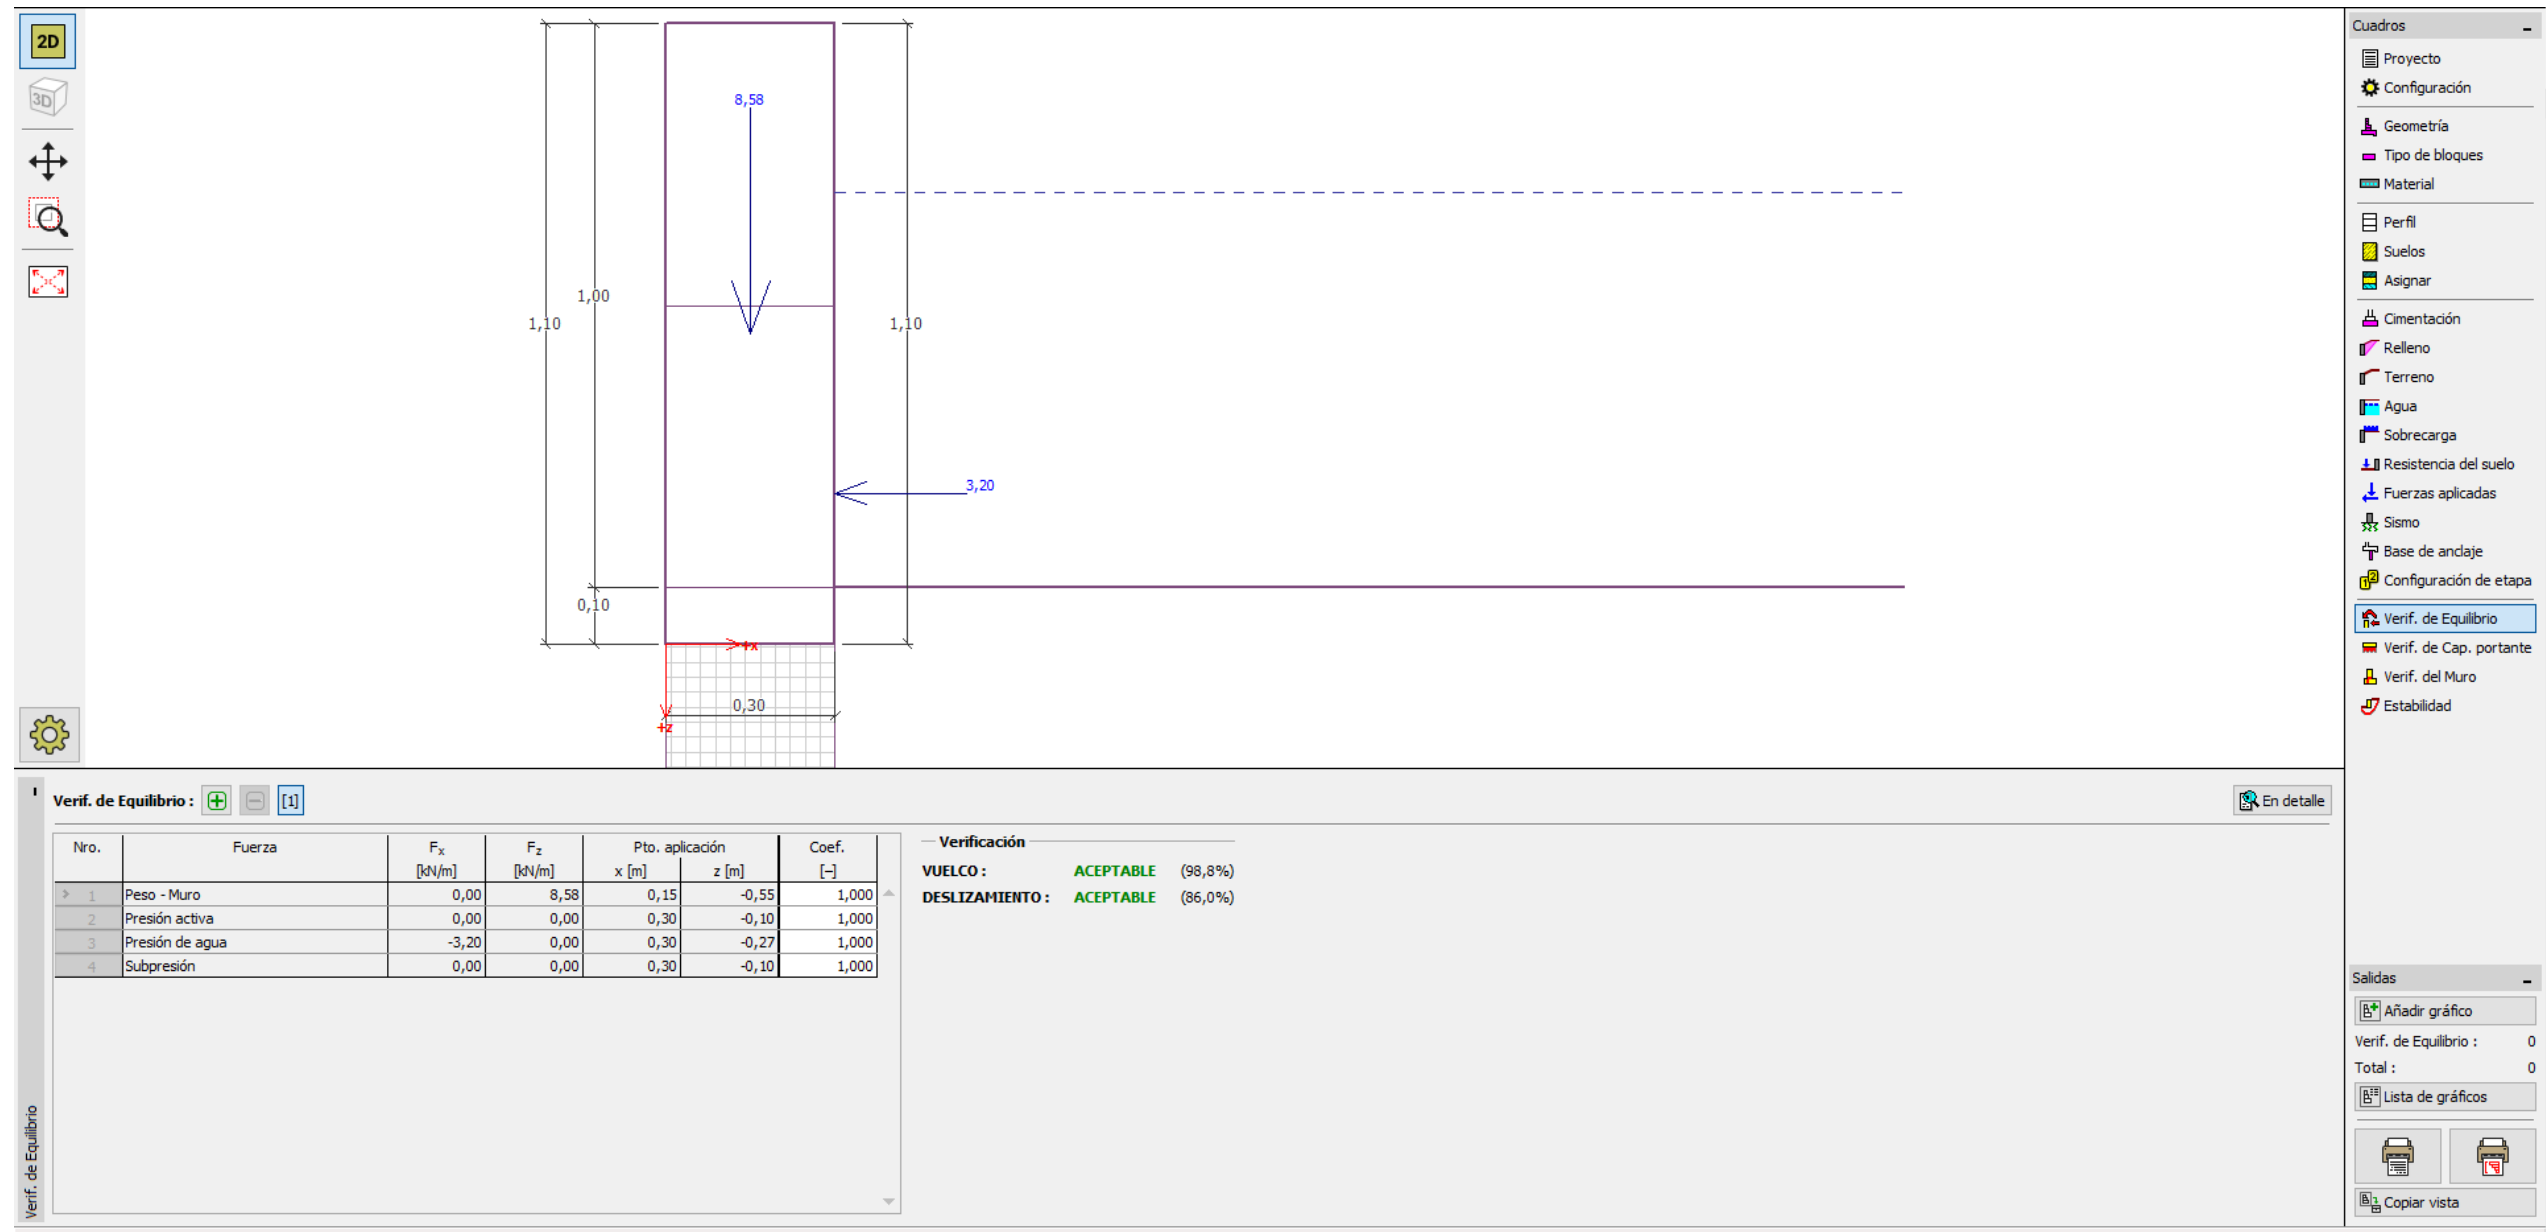 2D
3D
8,58
1,00
1,10
1,10
3,20
0,10
+x
0,30
+z
Cuadros
Proyecto
Configuración
Geometría
Tipo de bloques
Material
Perfil
Suelos
Asignar
Cimentación
Relleno
Terreno
Agua
Sobrecarga
Resistencia del suelo
Fuerzas aplicadas
Sismo
Base de anclaje
Configuración de etapa
Verif. de Equilibrio
Verif. de Cap. portante
Verif. del Muro
Estabilidad
Verif. de Equilibrio : [1] En detalle
Nro. Fuerza Fx Fz Pto. aplicación Coef.
[kN/m] [kN/m] x [m] z [m] [–]
> 1 Peso - Muro 0,00 8,58 0,15 -0,55 1,000
2 Presión activa 0,00 0,00 0,30 -0,10 1,000
3 Presión de agua -3,20 0,00 0,30 -0,27 1,000
4 Subpresión 0,00 0,00 0,30 -0,10 1,000
Verificación
VUELCO : ACEPTABLE (98,8%)
DESLIZAMIENTO : ACEPTABLE (86,0%)
Verif. de Equilibrio
Salidas
Añadir gráfico
Verif. de Equilibrio : 0
Total : 0
Lista de gráficos
Copiar vista